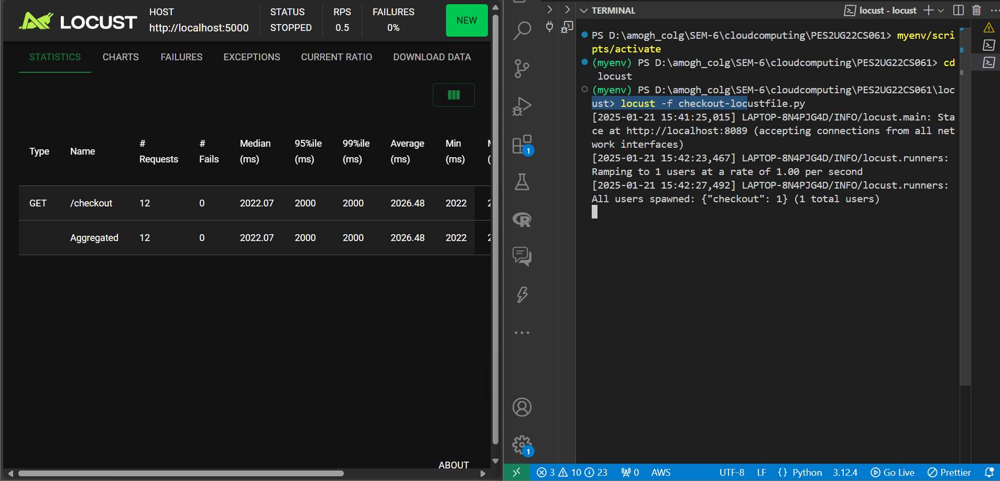 LOCUST
HOST
http://localhost:5000
STATUS
STOPPED
RPS
0.5
FAILURES
0%
NEW
STATISTICS
CHARTS
FAILURES
EXCEPTIONS
CURRENT RATIO
DOWNLOAD DATA
Type
Name
# Requests
# Fails
Median (ms)
95%ile (ms)
99%ile (ms)
Average (ms)
Min (ms)
GET /checkout 12 0 2022.07 2000 2000 2026.48 2022
Aggregated 12 0 2022.07 2000 2000 2026.48 2022
ABOUT
TERMINAL
locust - locust
PS D:\amogh_colg\SEM-6\cloudcomputing\PES2UG22CS061> myenv/scri
pts/activate
(myenv) PS D:\amogh_colg\SEM-6\cloudcomputing\PES2UG22CS061> cd
locust
(myenv) PS D:\amogh_colg\SEM-6\cloudcomputing\PES2UG22CS061\loc
ust> locust -f checkout-locustfile.py
[2025-01-21 15:41:25,015] LAPTOP-8N4PJG4D/INFO/locust.main: Sta
ce at http://localhost:8089 (accepting connections from all net
work interfaces)
[2025-01-21 15:42:23,467] LAPTOP-8N4PJG4D/INFO/locust.runners:
Ramping to 1 users at a rate of 1.00 per second
[2025-01-21 15:42:27,492] LAPTOP-8N4PJG4D/INFO/locust.runners:
All users spawned: {"checkout": 1} (1 total users)
1
R
1
3 10 23 0 AWS UTF-8 LF {} Python 3.12.4 Go Live Prettier